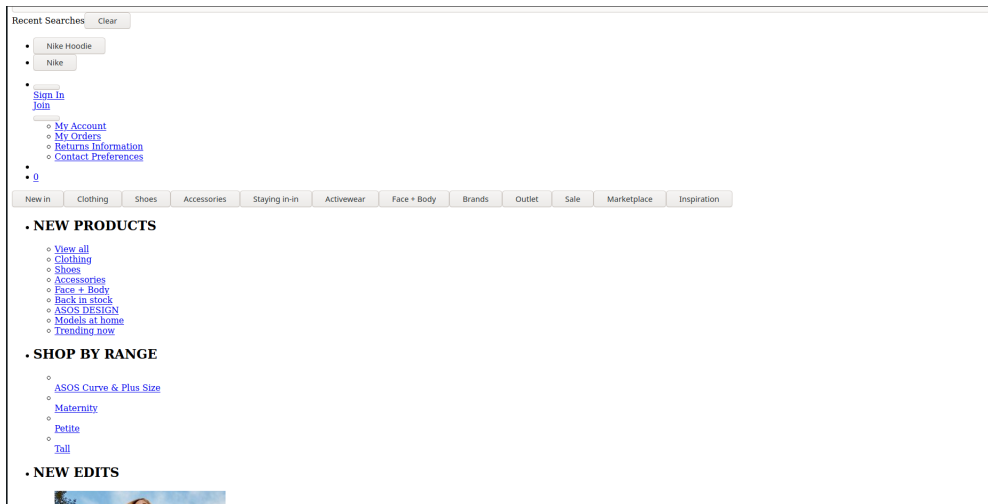 Recent Searches Clear
Nike Hoodie
Nike
Sign In
Join
My Account
My Orders
Returns Information
Contact Preferences
0
New in Clothing Shoes Accessories Staying in-in Activewear Face + Body Brands Outlet Sale Marketplace Inspiration
NEW PRODUCTS
View all
Clothing
Shoes
Accessories
Face + Body
Back in stock
ASOS DESIGN
Models at home
Trending now
SHOP BY RANGE
ASOS Curve & Plus Size
Maternity
Petite
Tall
NEW EDITS